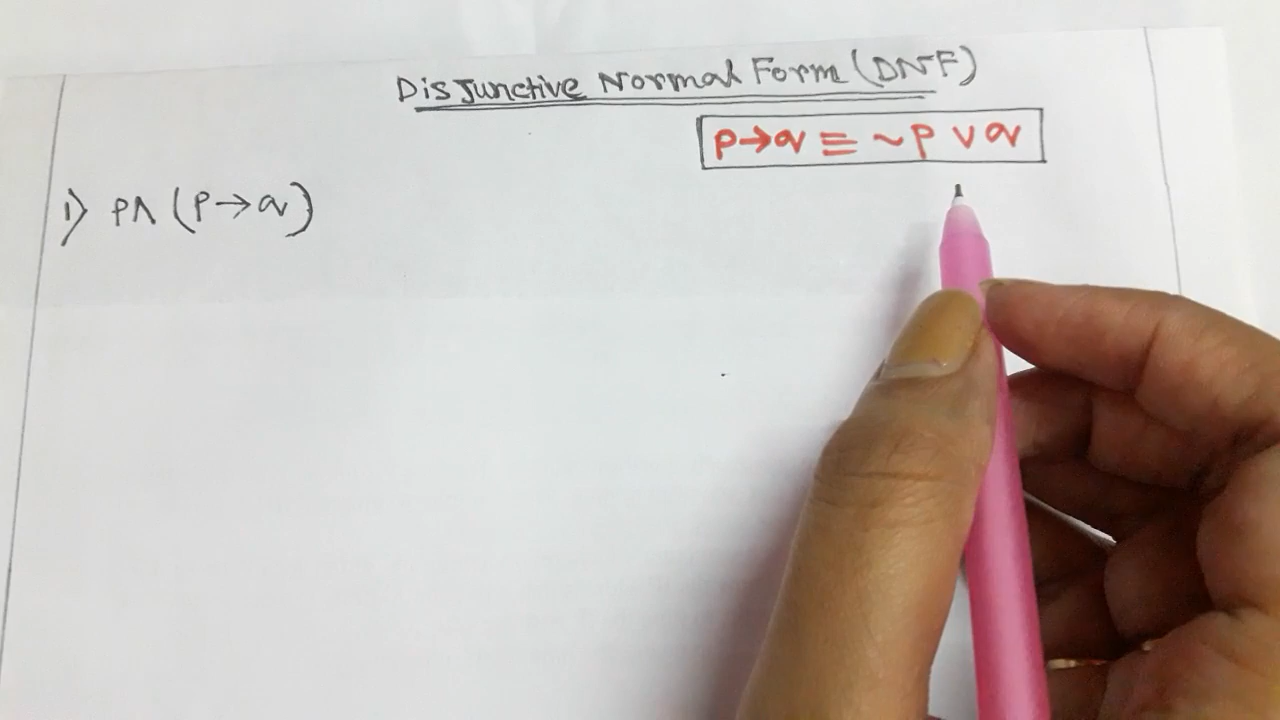 Disjunctive Normal Form (DNF)
p→q ≡ ~p ∨ q
1) p∧(p→q)